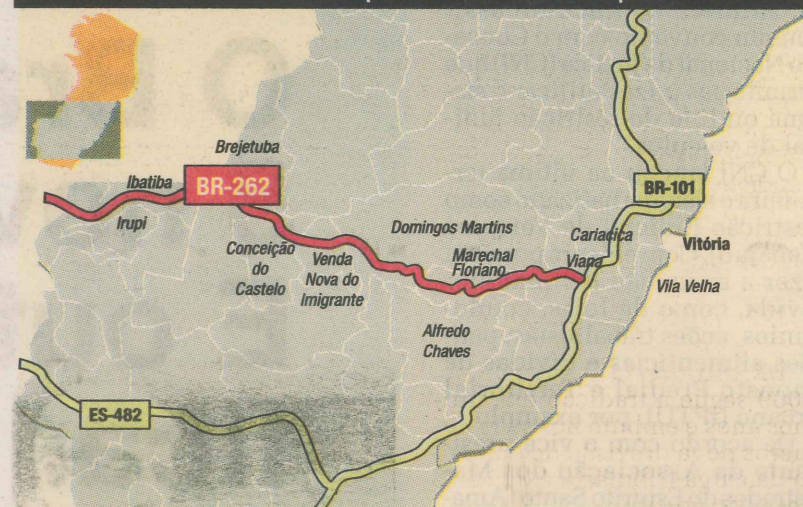 Brejetuba
Ibatiba
BR-262
BR-101
Irupi
Domingos Martins
Conceição
do
Castelo
Venda
Nova do
Imigrante
Marechal
Floriano
Cariacica
Viana
Vitória
Vila Velha
Alfredo
Chaves
ES-482